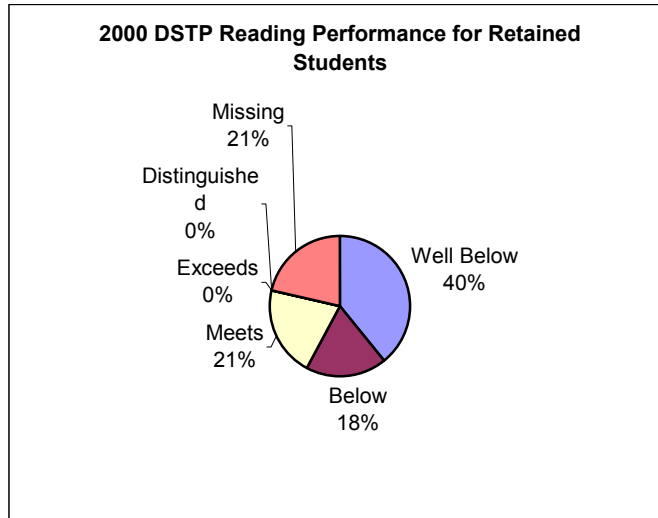 2000 DSTP Reading Performance for Retained
Students
Missing
21%
Distinguishe
d
0%
Exceeds
0%
Meets
21%
Well Below
40%
Below
18%